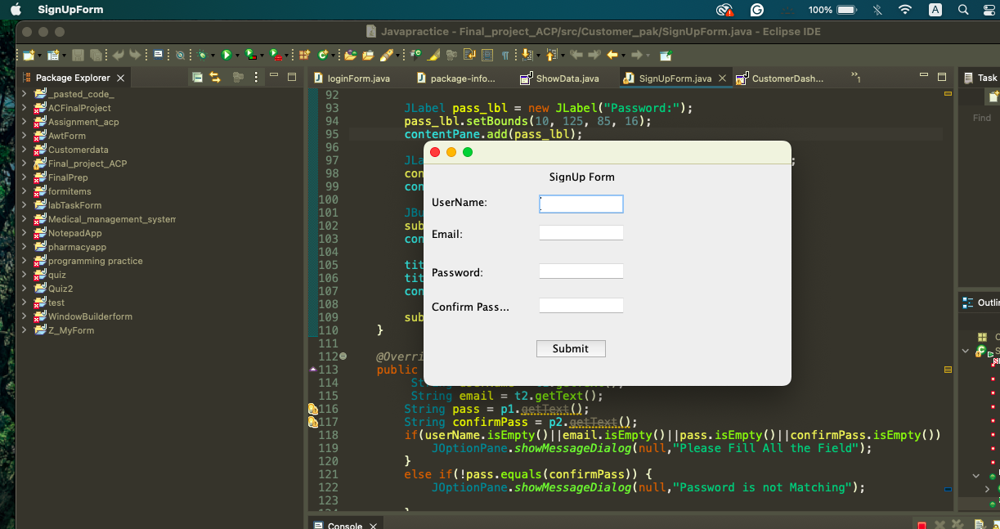 SignUpForm
100%
A
Javapractice - Final_project_ACP/src/Customer_pak/SignUpForm.java - Eclipse IDE
Package Explorer
loginForm.java
package-info...
ShowData.java
SignUpForm.java
CustomerDash...
»1
Task
Find
_pasted_code_
ACFinalProject
Assignment_acp
AwtForm
Customerdata
Final_project_ACP
FinalPrep
formitems
labTaskForm
Medical_management_system
NotepadApp
pharmacyapp
programming practice
quiz
Quiz2
test
WindowBuilderform
Z_MyForm
92
93 JLabel pass_lbl = new JLabel("Password:");
94 pass_lbl.setBounds(10, 125, 85, 16);
95 contentPane.add(pass_lbl);
96
97 JLa ;
98 con
99 con
100
101 JBu
102 sub
103 con
104
105 tit
106 tit
107 con
108
109 sub
110 }
111
112 @Overri
113 public
114 String
115 String email = t2.getText();
116 String pass = p1.getText();
117 String confirmPass = p2.getText();
118 if(userName.isEmpty()||email.isEmpty()||pass.isEmpty()||confirmPass.isEmpty())
119 JOptionPane.showMessageDialog(null,"Please Fill All the Field");
120 }
121 else if(!pass.equals(confirmPass)) {
122 JOptionPane.showMessageDialog(null,"Password is not Matching");
123
SignUp Form
UserName:
Email:
Password:
Confirm Pass...
Submit
Outlin
Console